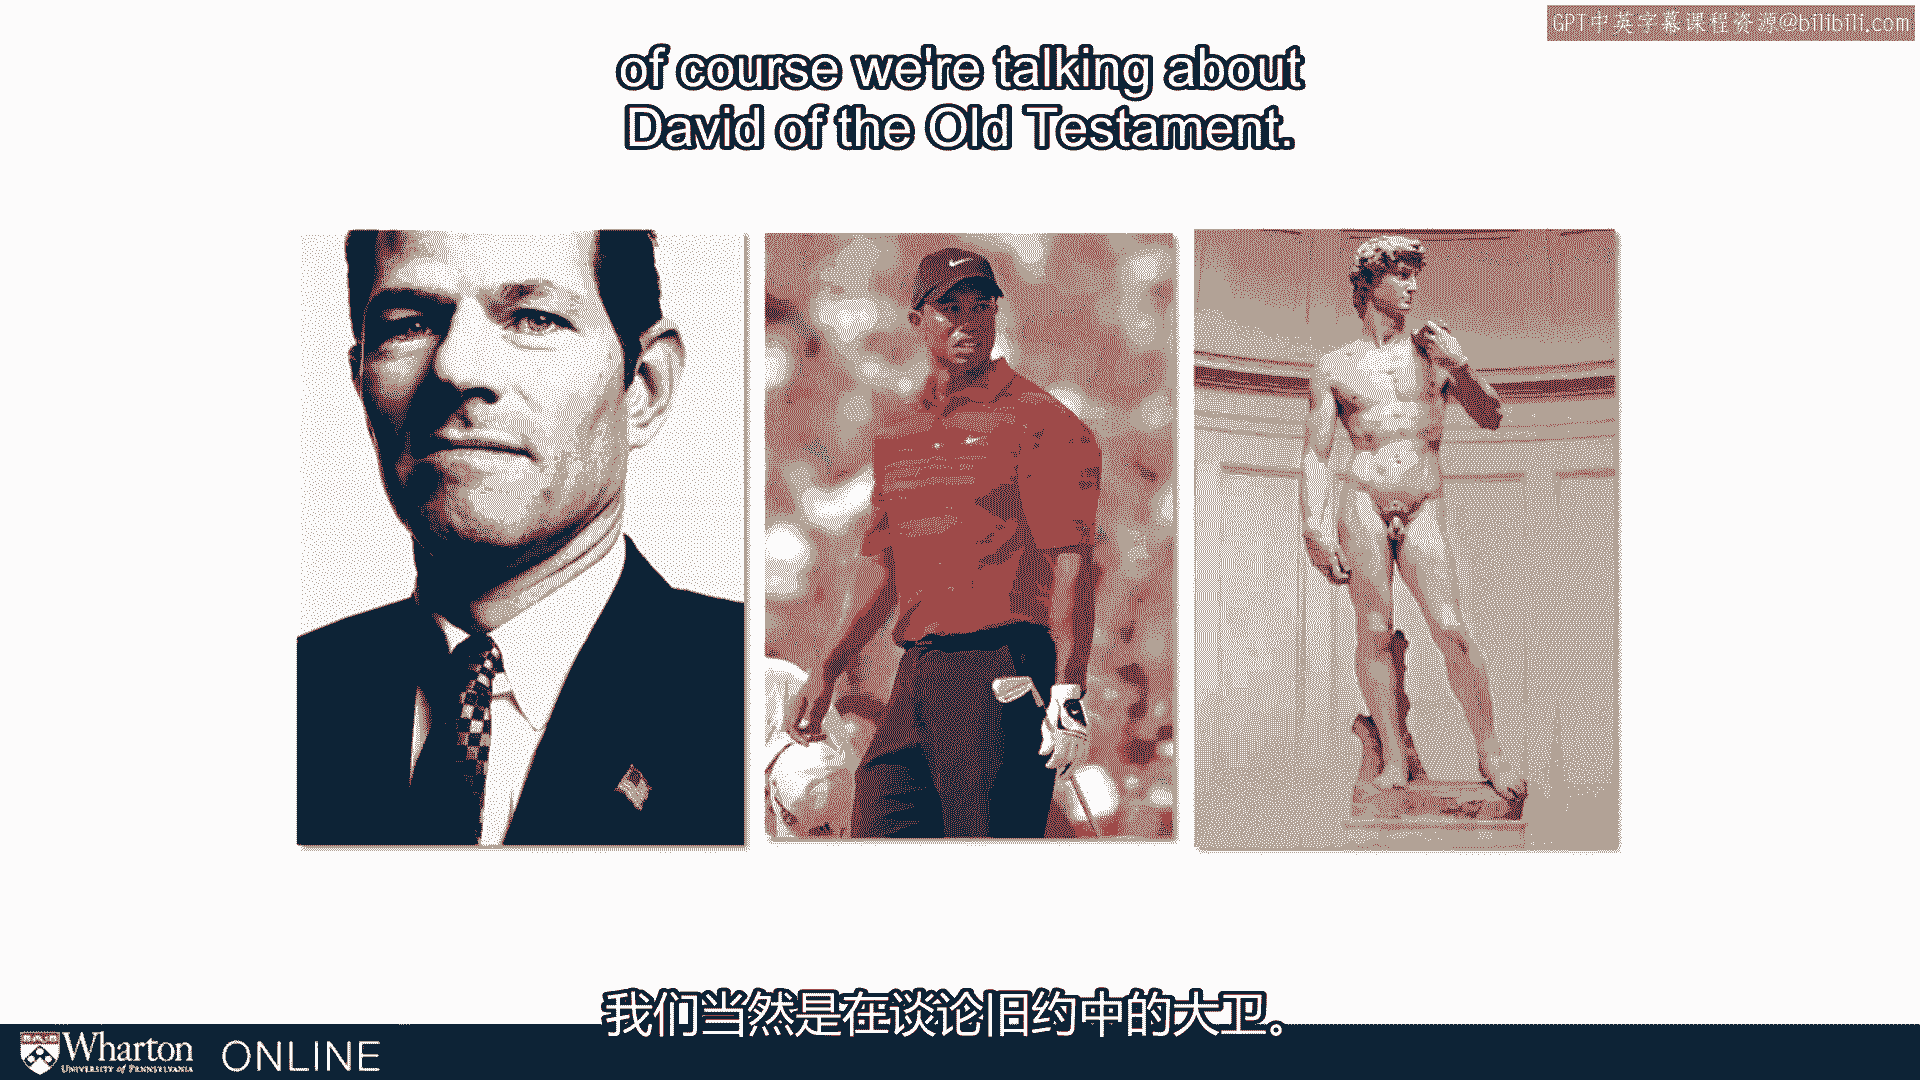 GPT中英字幕课程资源@bilibili.com
of course we're talking about
David of the Old Testament.
我们当然是在谈论旧约中的大卫。
Wharton
UNIVERSITY of PENNSYLVANIA
ONLINE